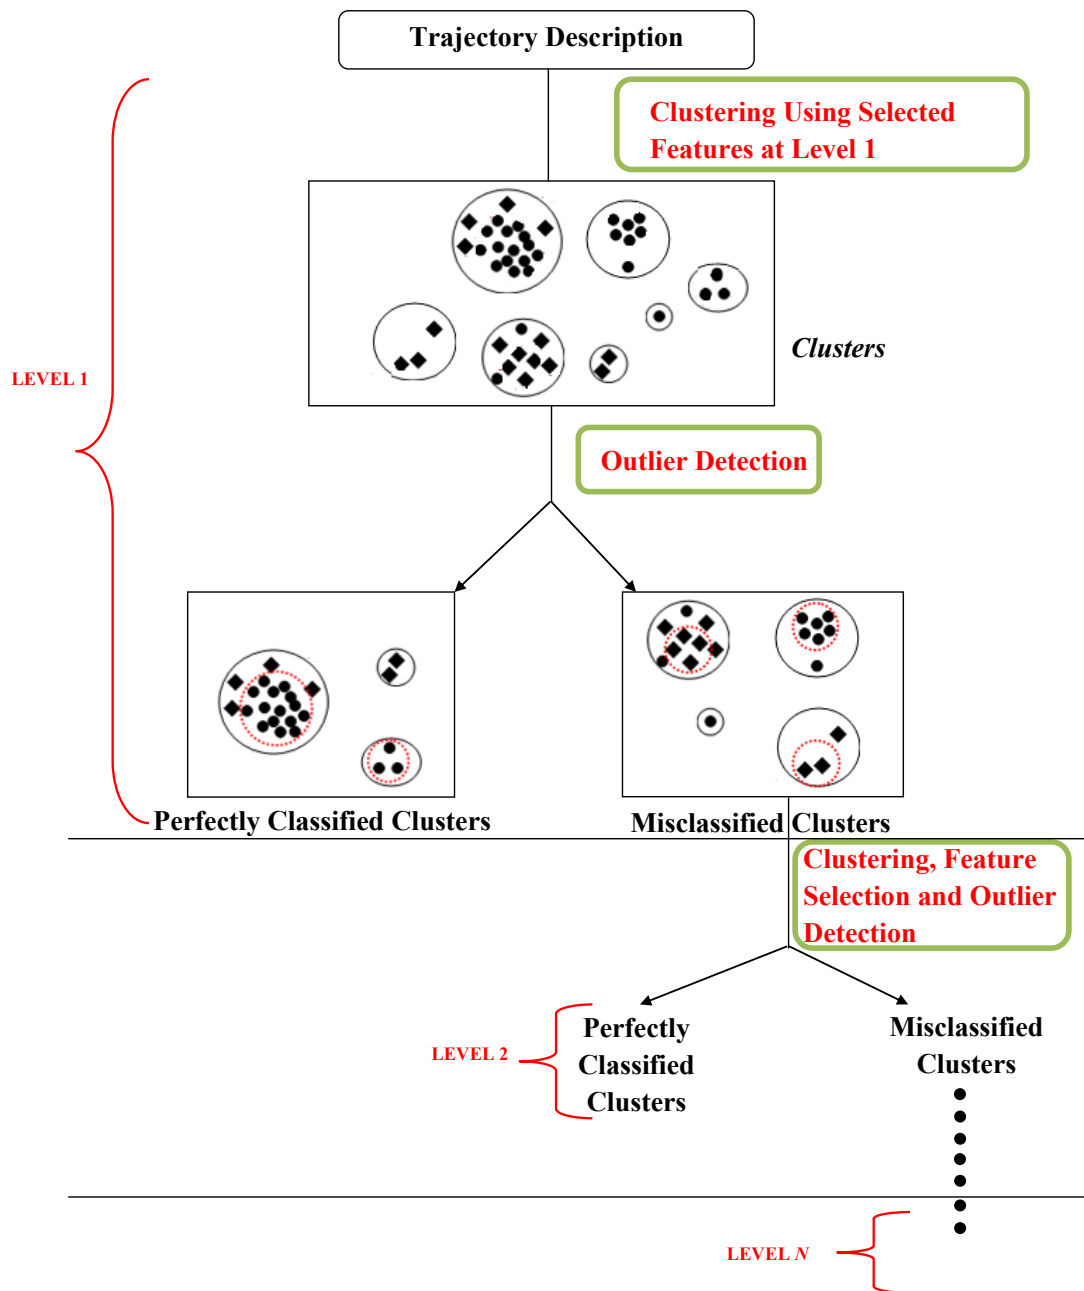 Trajectory Description
Clustering Using Selected
Features at Level 1
Clusters
LEVEL 1
Outlier Detection
Perfectly Classified Clusters
Misclassified Clusters
Clustering, Feature
Selection and Outlier
Detection
LEVEL 2
Perfectly
Classified
Clusters
Misclassified
Clusters
LEVEL N